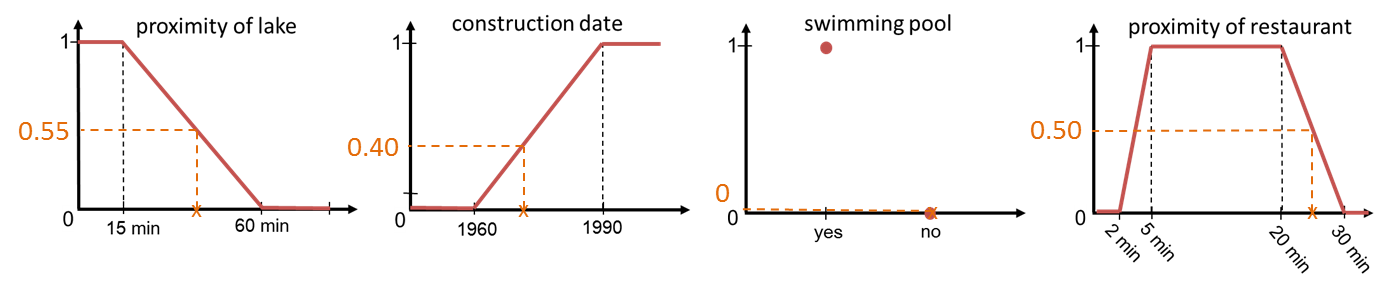 proximity of lake
1
0.55
0
15 min
60 min
construction date
1
0.40
0
1960
1990
swimming pool
1
0
0
yes
no
proximity of restaurant
1
0.50
0
2 min
5 min
20 min
30 min